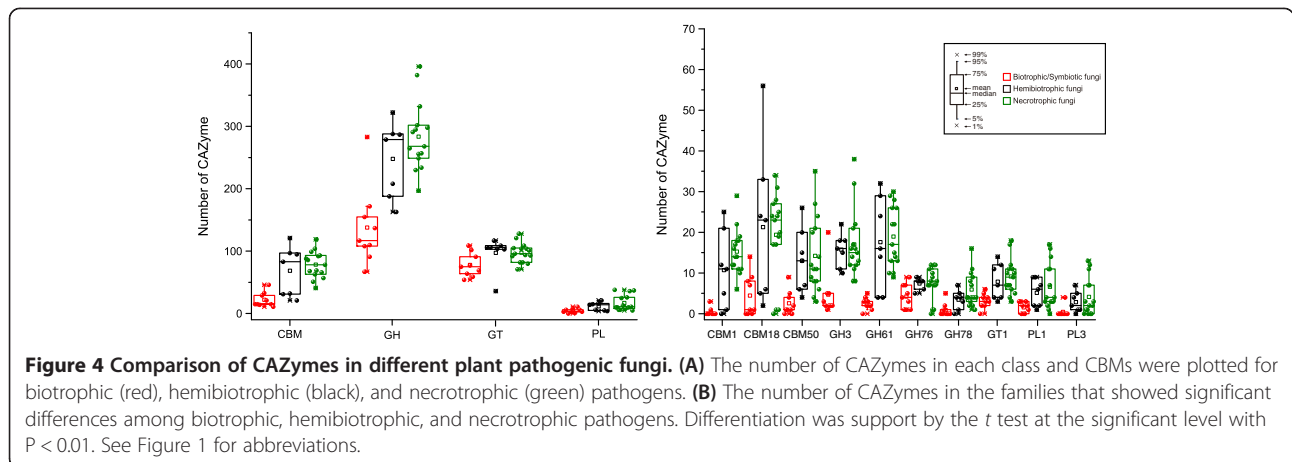 Number of CAZyme
400
300
200
100
0
CBM GH GT PL
Number of CAZyme
70
60
50
40
30
20
10
0
CBM1 CBM18 CBM50 GH3 GH61 GH76 GH78 GT1 PL1 PL3
99%
95%
75%
mean
median
25%
5%
1%
Biotrophic/Symbiotic fungi
Hemibiotrophic fungi
Necrotrophic fungi
Figure 4 Comparison of CAZymes in different plant pathogenic fungi. (A) The number of CAZymes in each class and CBMs were plotted for
biotrophic (red), hemibiotrophic (black), and necrotrophic (green) pathogens. (B) The number of CAZymes in the families that showed significant
differences among biotrophic, hemibiotrophic, and necrotrophic pathogens. Differentiation was support by the t test at the significant level with
P < 0.01. See Figure 1 for abbreviations.